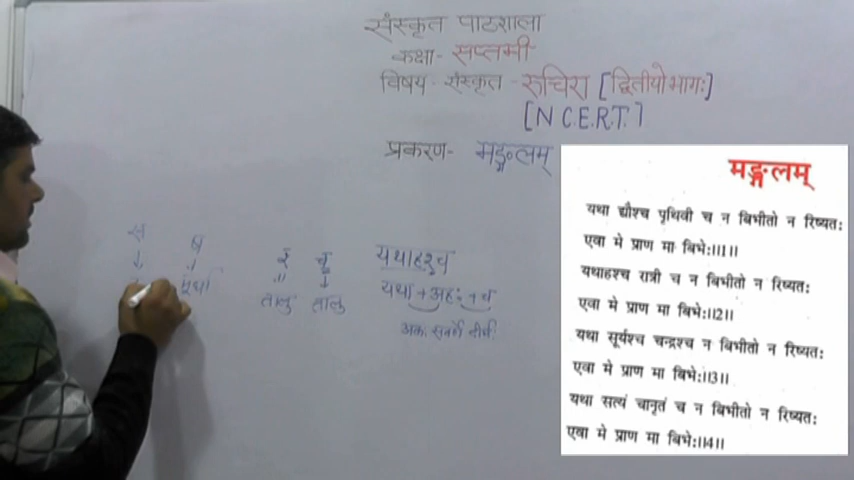 संस्कृत पाठशाला
कक्षा- सप्तमी
विषय - संस्कृत - रुचिरा [द्वितीयोभागः]
[N.C.E.R.T.]
प्रकरण- मङ्गलम्
मङ्गलम्
यथा द्यौश्च पृथिवी च न बिभीतो न रिष्यतः
एवा मे प्राण मा बिभेः॥1॥
यथाहश्च रात्री च न बिभीतो न रिष्यतः
एवा मे प्राण मा बिभेः॥2॥
यथा सूर्यश्च चन्द्रश्च न बिभीतो न रिष्यतः
एवा मे प्राण मा बिभेः॥3॥
यथा सत्यं चानृतं च न बिभीतो न रिष्यतः
एवा मे प्राण मा बिभेः॥4॥
स ष श् च् यथाहश्च
मूर्धा तालु तालु यथा + अहः + च
अक: सवर्णे दीर्घ